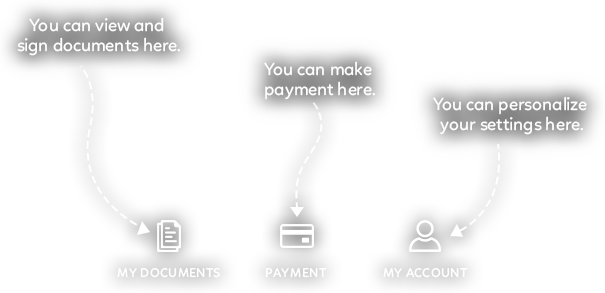 You can view and
sign documents here.
You can make
payment here.
You can personalize
your settings here.
MY DOCUMENTS
PAYMENT
MY ACCOUNT